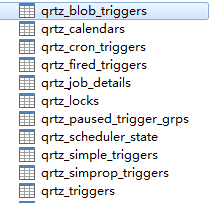 qrtz_blob_triggers
qrtz_calendars
qrtz_cron_triggers
qrtz_fired_triggers
qrtz_job_details
qrtz_locks
qrtz_paused_trigger_grps
qrtz_scheduler_state
qrtz_simple_triggers
qrtz_simprop_triggers
qrtz_triggers